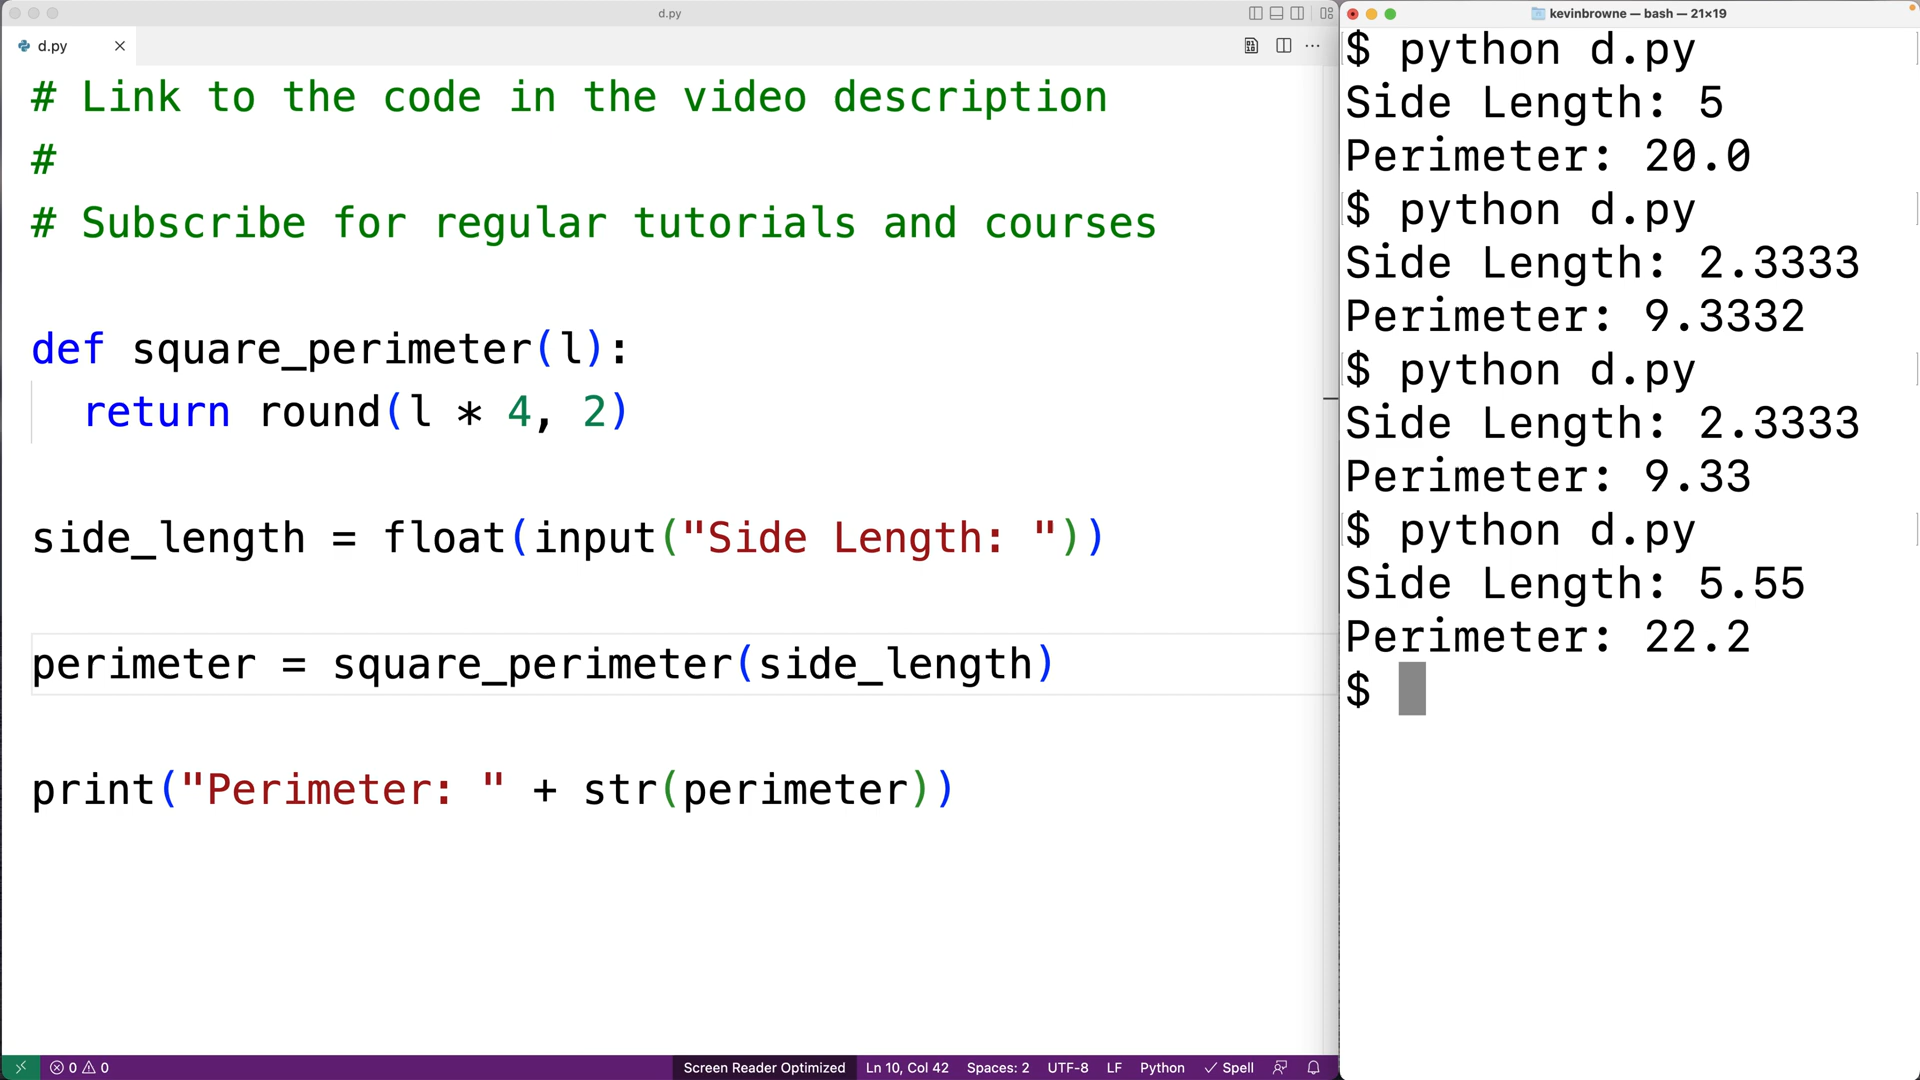 d.py
d.py
# Link to the code in the video description
#
# Subscribe for regular tutorials and courses
def square_perimeter(l):
return round(l * 4, 2)
side_length = float(input("Side Length: "))
perimeter = square_perimeter(side_length)
print("Perimeter: " + str(perimeter))
0 0 Screen Reader Optimized Ln 10, Col 42 Spaces: 2 UTF-8 LF Python Spell
kevinbrowne — bash — 21×19
$ python d.py
Side Length: 5
Perimeter: 20.0
$ python d.py
Side Length: 2.3333
Perimeter: 9.3332
$ python d.py
Side Length: 2.3333
Perimeter: 9.33
$ python d.py
Side Length: 5.55
Perimeter: 22.2
$